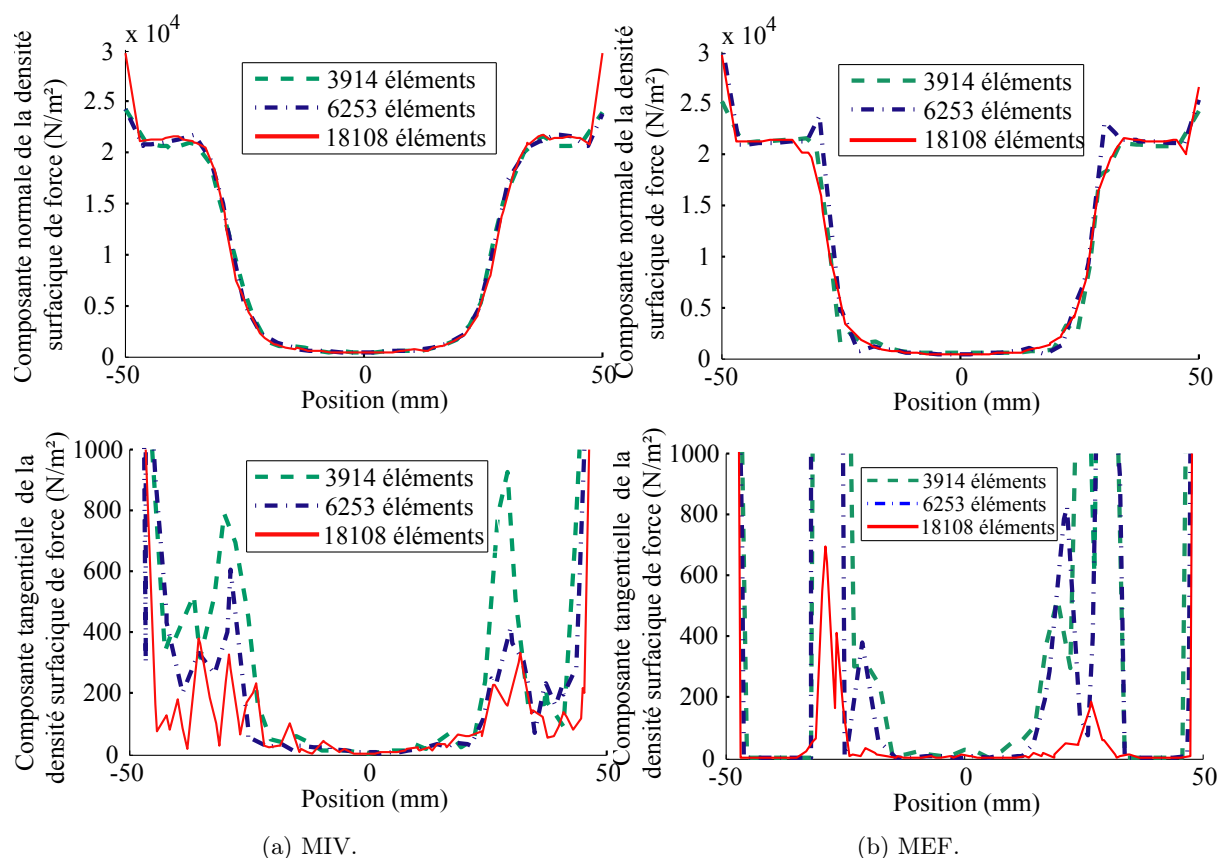 x 10⁴
3
2.5
2
1.5
1
0.5
0
-50
0
50
Position (mm)
Composante normale de la densité
surfacique de force (N/m²)
3914 éléments
6253 éléments
18108 éléments
x 10⁴
3
2.5
2
1.5
1
0.5
0
-50
0
50
Position (mm)
Composante normale de la densité
surfacique de force (N/m²)
3914 éléments
6253 éléments
18108 éléments
1000
800
600
400
200
0
-50
0
50
Position (mm)
Composante tangentielle de la
densité surfacique de force (N/m²)
3914 éléments
6253 éléments
18108 éléments
1000
800
600
400
200
0
-50
0
50
Position (mm)
Composante tangentielle de la
densité surfacique de force (N/m²)
3914 éléments
6253 éléments
18108 éléments
(a) MIV.
(b) MEF.